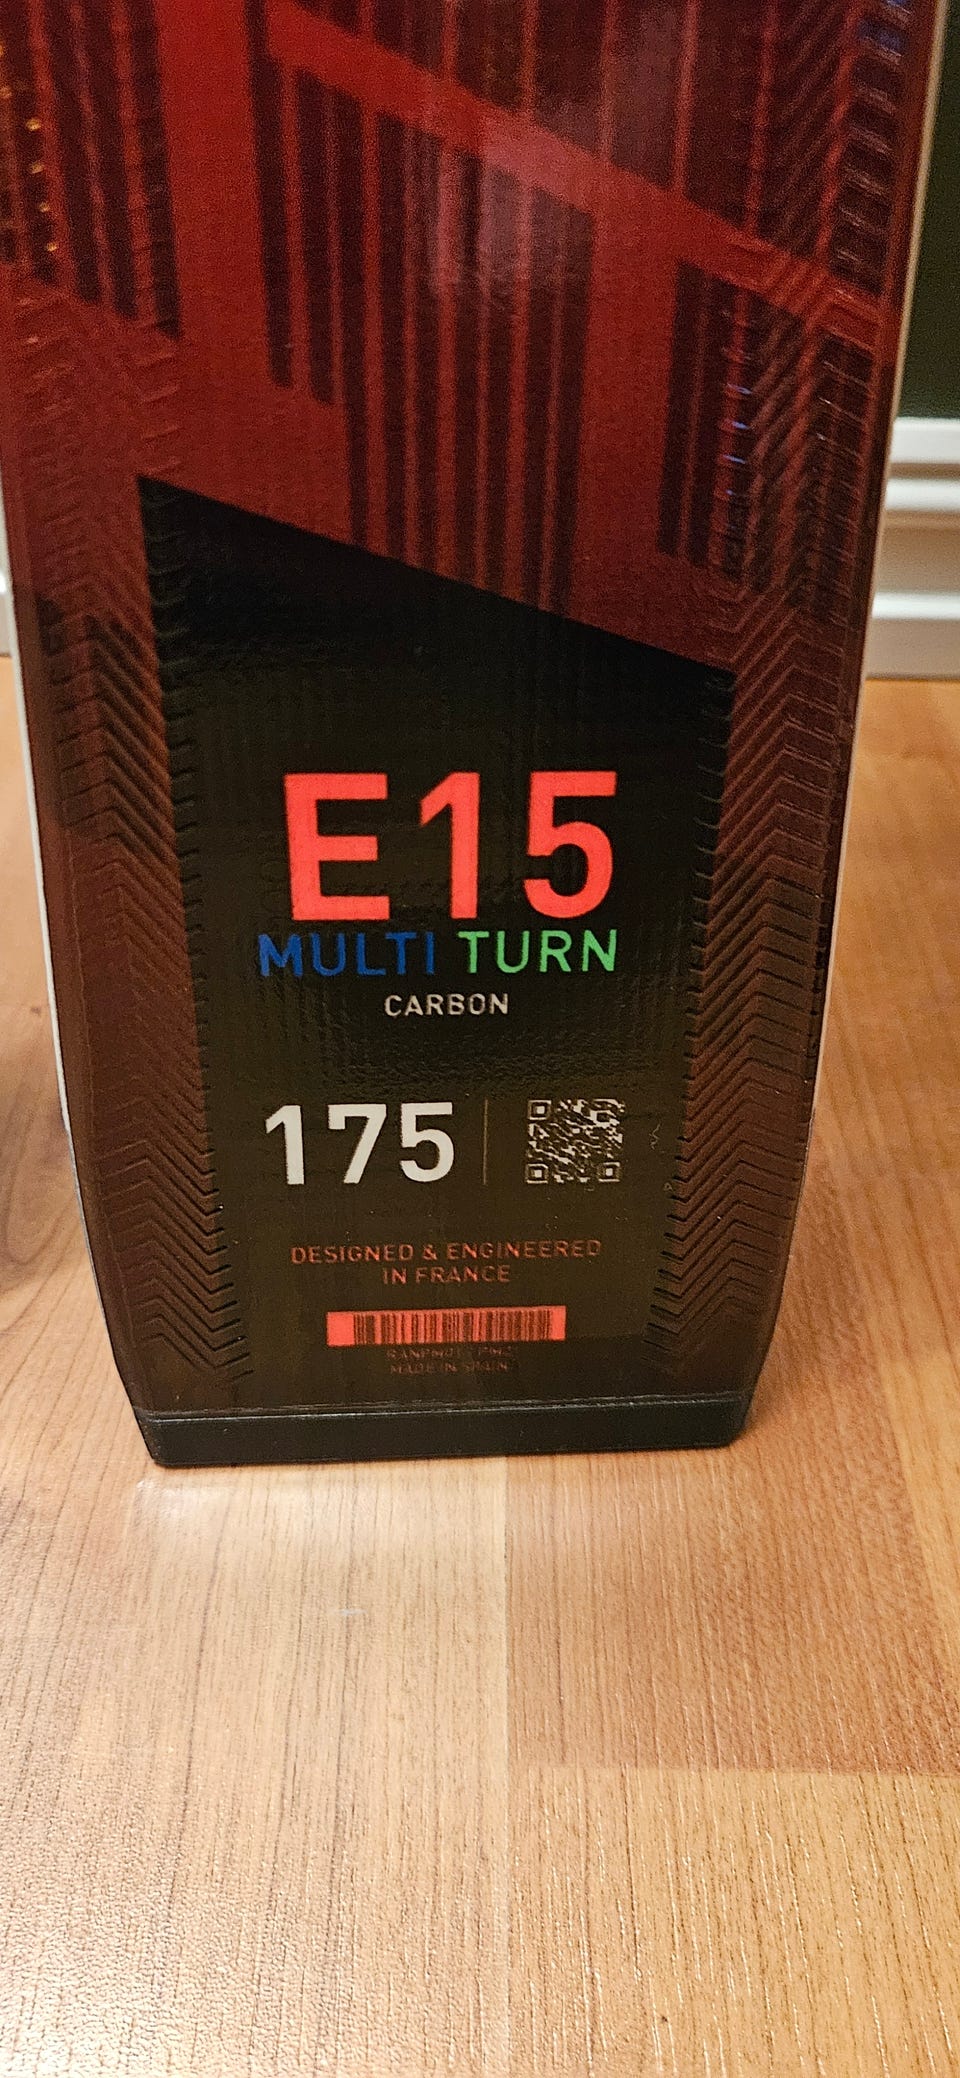 E15
MULTI TURN
CARBON
175
DESIGNED & ENGINEERED
IN FRANCE
MADE IN SPAIN